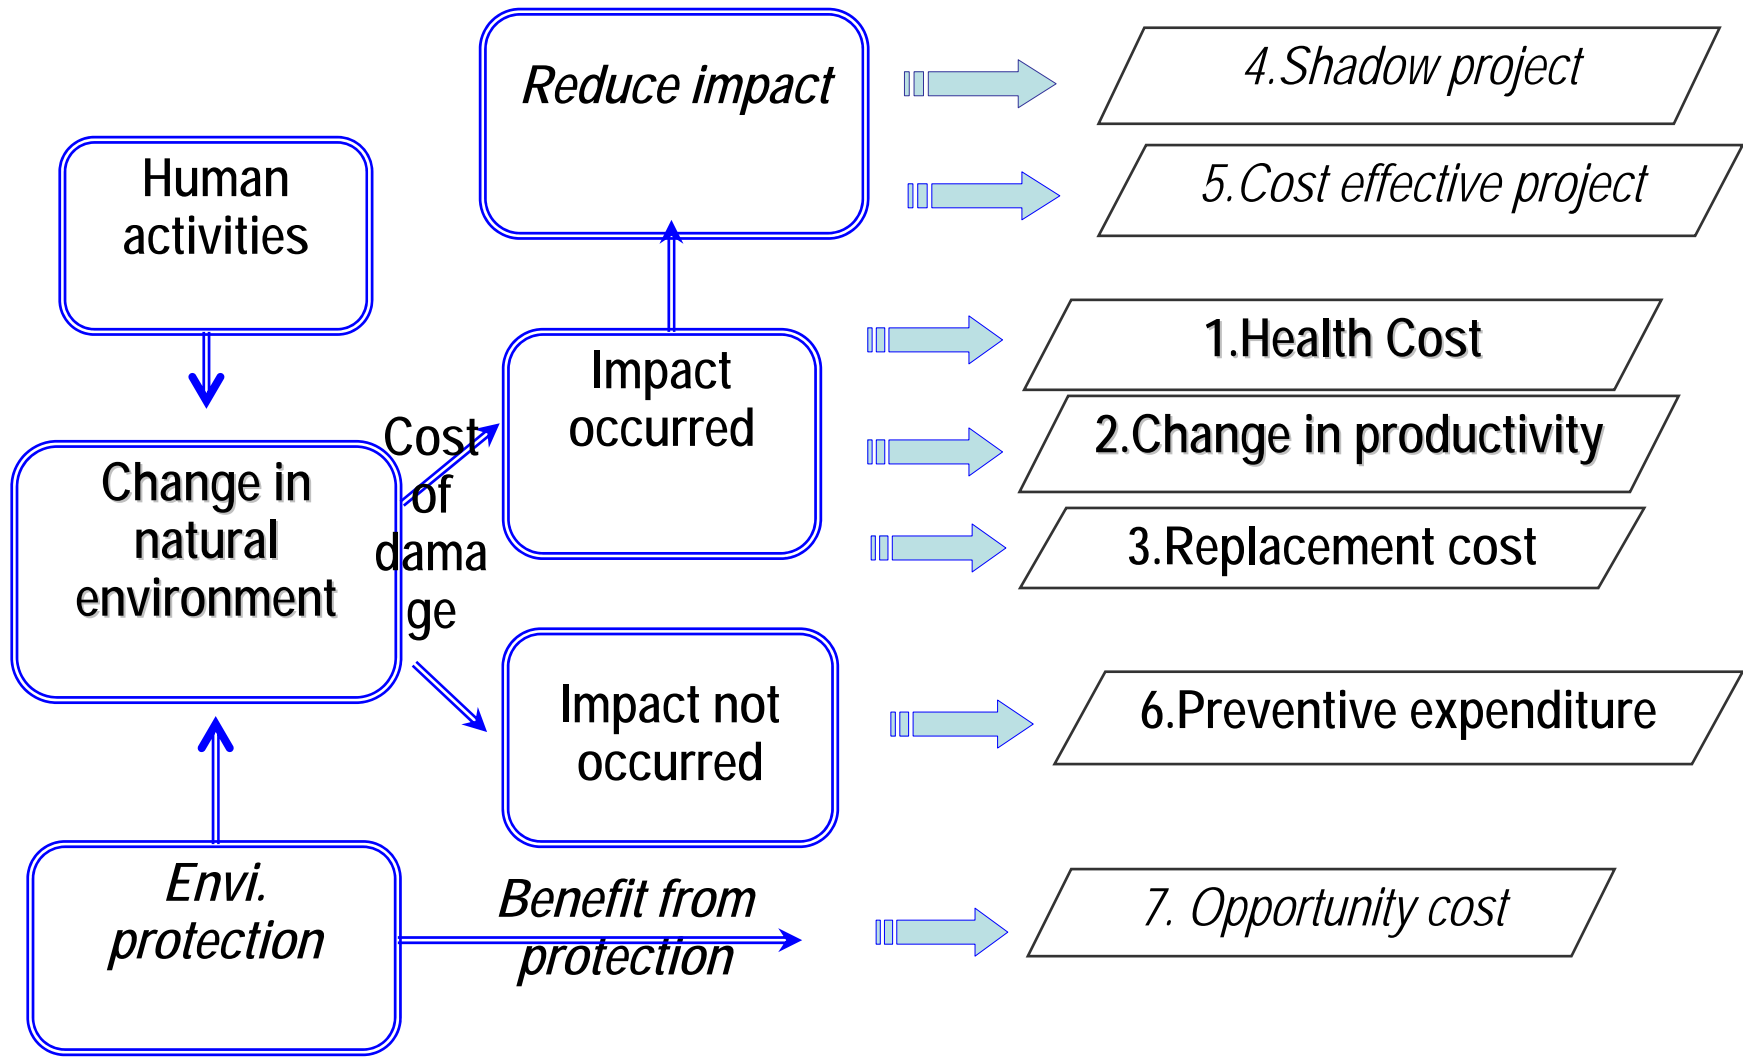 Reduce impact
4.Shadow project
5.Cost effective project
Human
activities
Impact
occurred
1.Health Cost
2.Change in productivity
3.Replacement cost
Cost
of
dama
ge
Change in
natural
environment
Impact not
occurred
6.Preventive expenditure
Envi.
protection
Benefit from
protection
7. Opportunity cost